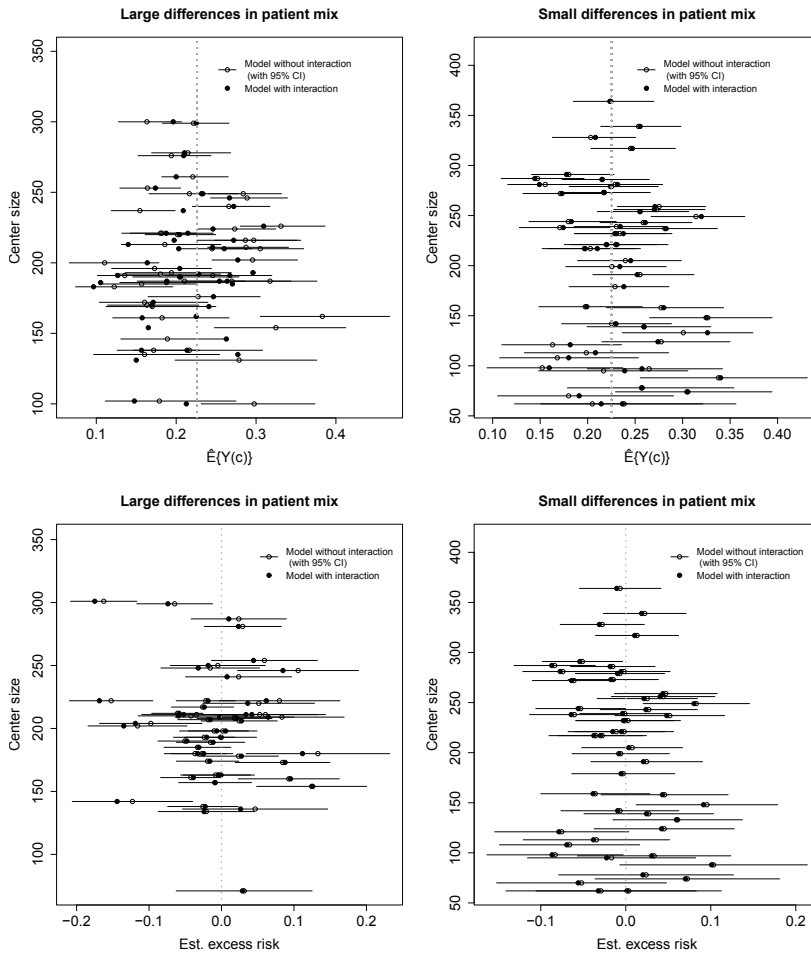 Large differences in patient mix
Model without interaction
(with 95% CI)
Model with interaction
Center size
350
300
250
200
150
100
0.1
0.2
0.3
0.4
Ê{Y(c)}
Small differences in patient mix
Model without interaction
(with 95% CI)
Model with interaction
Center size
400
350
300
250
200
150
100
50
0.10
0.15
0.20
0.25
0.30
0.35
0.40
Ê{Y(c)}
Large differences in patient mix
Model without interaction
(with 95% CI)
Model with interaction
Center size
350
300
250
200
150
100
−0.2
−0.1
0.0
0.1
0.2
Est. excess risk
Small differences in patient mix
Model without interaction
(with 95% CI)
Model with interaction
Center size
400
350
300
250
200
150
100
50
−0.1
0.0
0.1
0.2
Est. excess risk